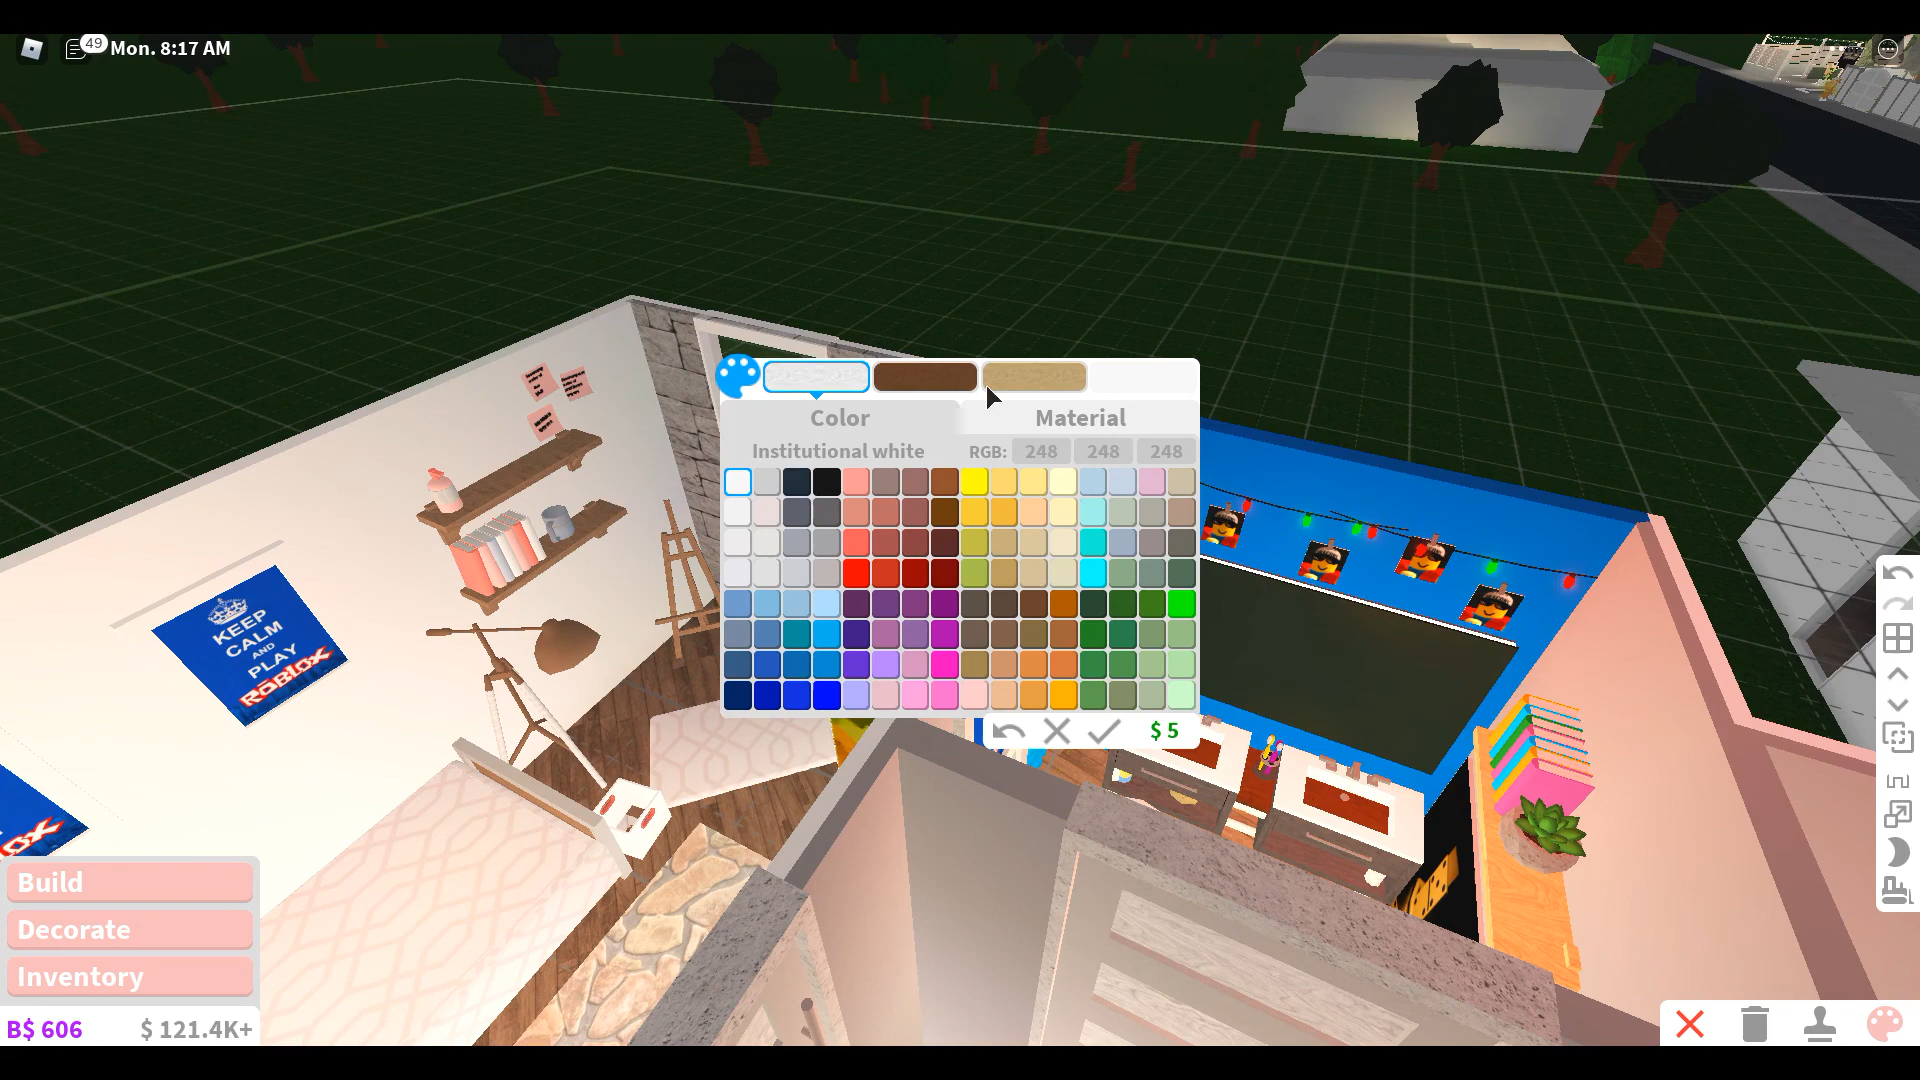 49 Mon. 8:17 AM
Color
Material
Institutional white
RGB: 248 248 248
$ 5
KEEP
CALM
AND
PLAY
ROBLOX
LOX
Build
Decorate
Inventory
B$ 606
$ 121.4K+